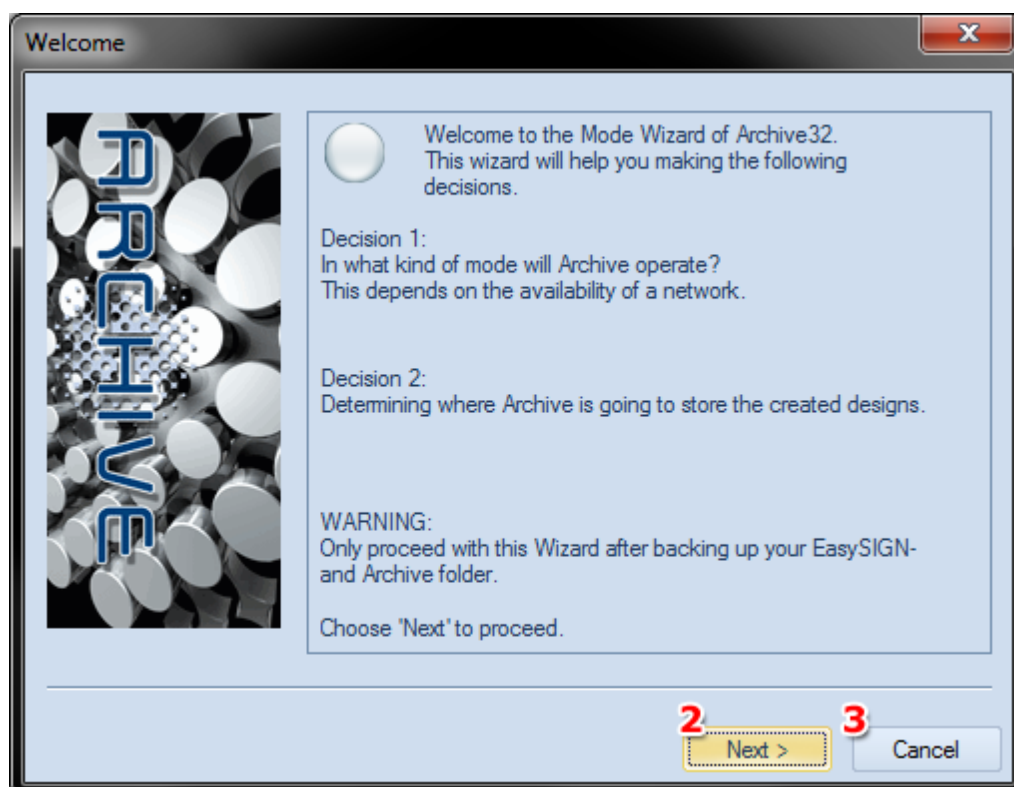 Welcome
ARCHIVE
Welcome to the Mode Wizard of Archive32.
This wizard will help you making the following
decisions.
Decision 1:
In what kind of mode will Archive operate?
This depends on the availability of a network.
Decision 2:
Determining where Archive is going to store the created designs.
WARNING:
Only proceed with this Wizard after backing up your EasySIGN-
and Archive folder.
Choose 'Next' to proceed.
2
Next >
3
Cancel